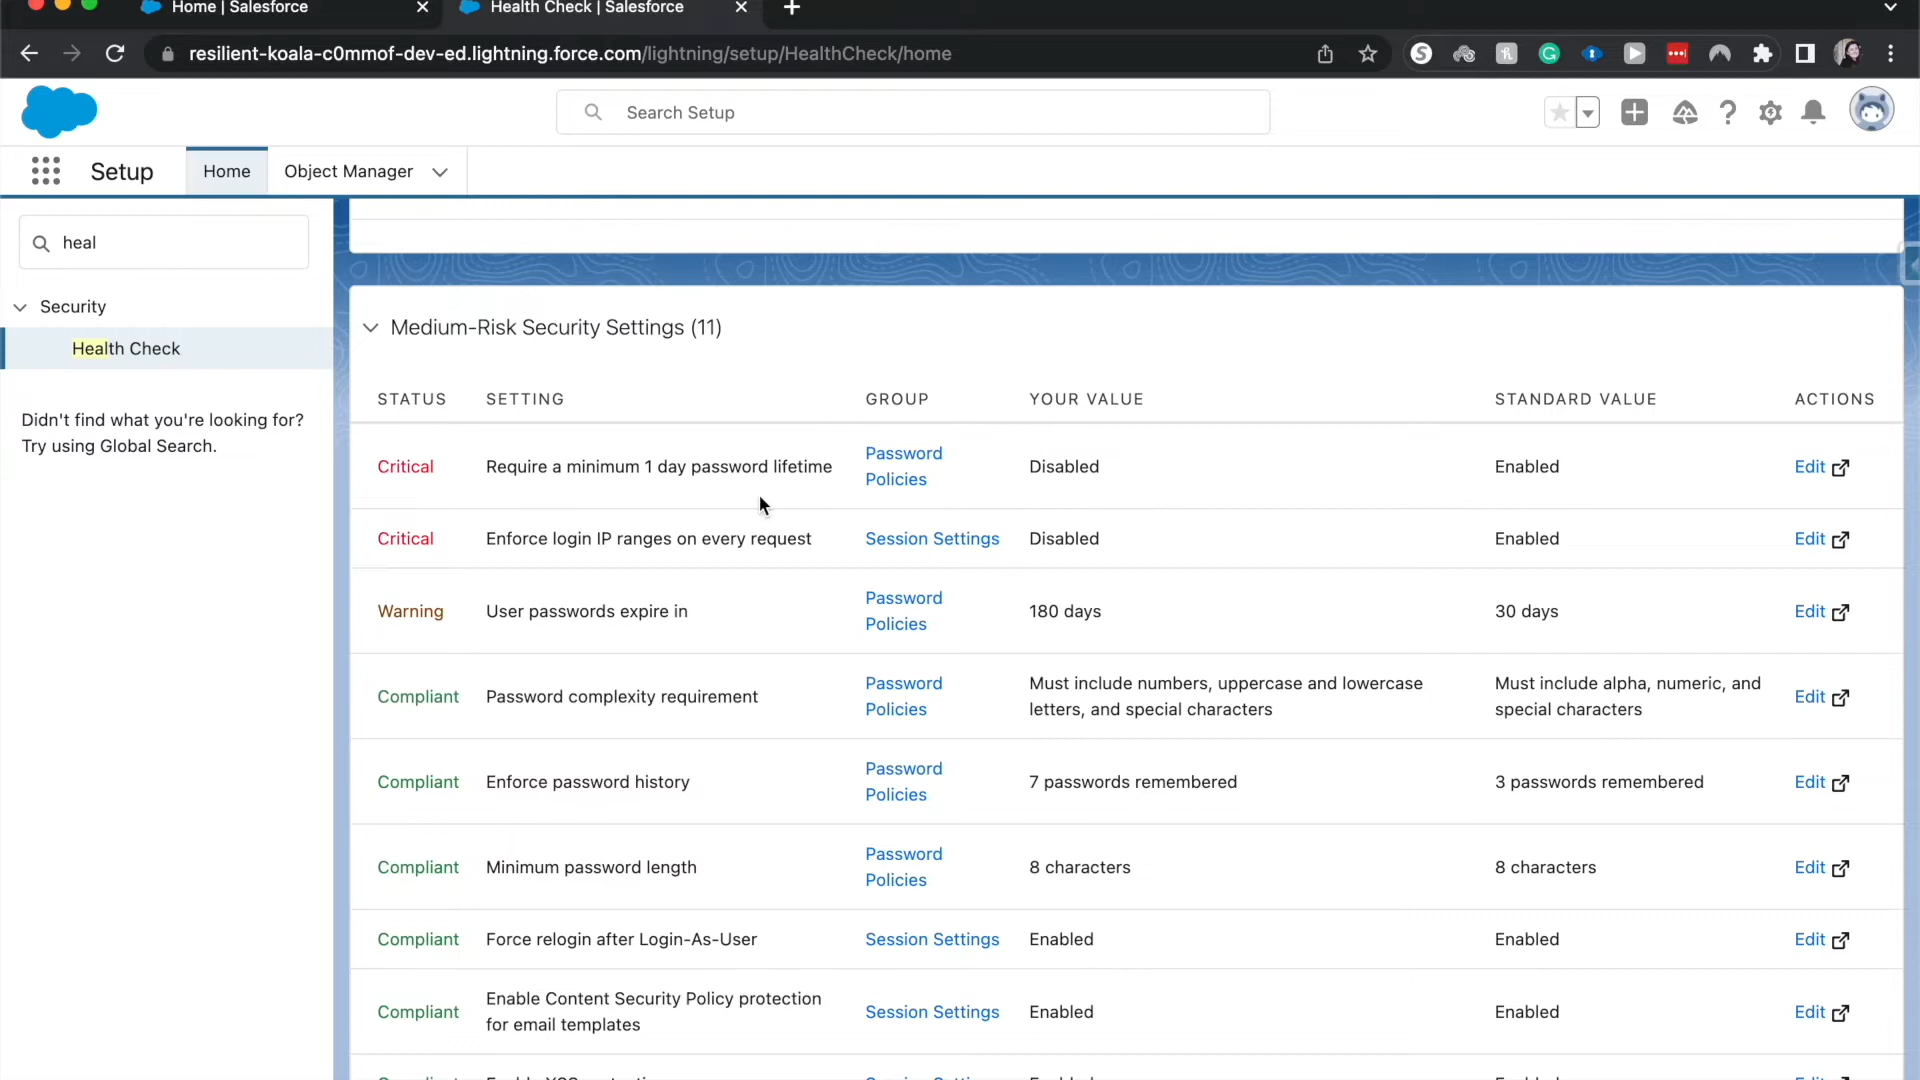 Home | Salesforce
Health Check | Salesforce
resilient-koala-c0mmof-dev-ed.lightning.force.com/lightning/setup/HealthCheck/home
Search Setup
Setup
Home
Object Manager
heal
Security
Health Check
Didn't find what you're looking for?
Try using Global Search.
Medium-Risk Security Settings (11)
STATUS SETTING GROUP YOUR VALUE STANDARD VALUE ACTIONS
Critical Require a minimum 1 day password lifetime Password Policies Disabled Enabled Edit
Critical Enforce login IP ranges on every request Session Settings Disabled Enabled Edit
Warning User passwords expire in Password Policies 180 days 30 days Edit
Compliant Password complexity requirement Password Policies Must include numbers, uppercase and lowercase letters, and special characters Must include alpha, numeric, and special characters Edit
Compliant Enforce password history Password Policies 7 passwords remembered 3 passwords remembered Edit
Compliant Minimum password length Password Policies 8 characters 8 characters Edit
Compliant Force relogin after Login-As-User Session Settings Enabled Enabled Edit
Compliant Enable Content Security Policy protection for email templates Session Settings Enabled Enabled Edit